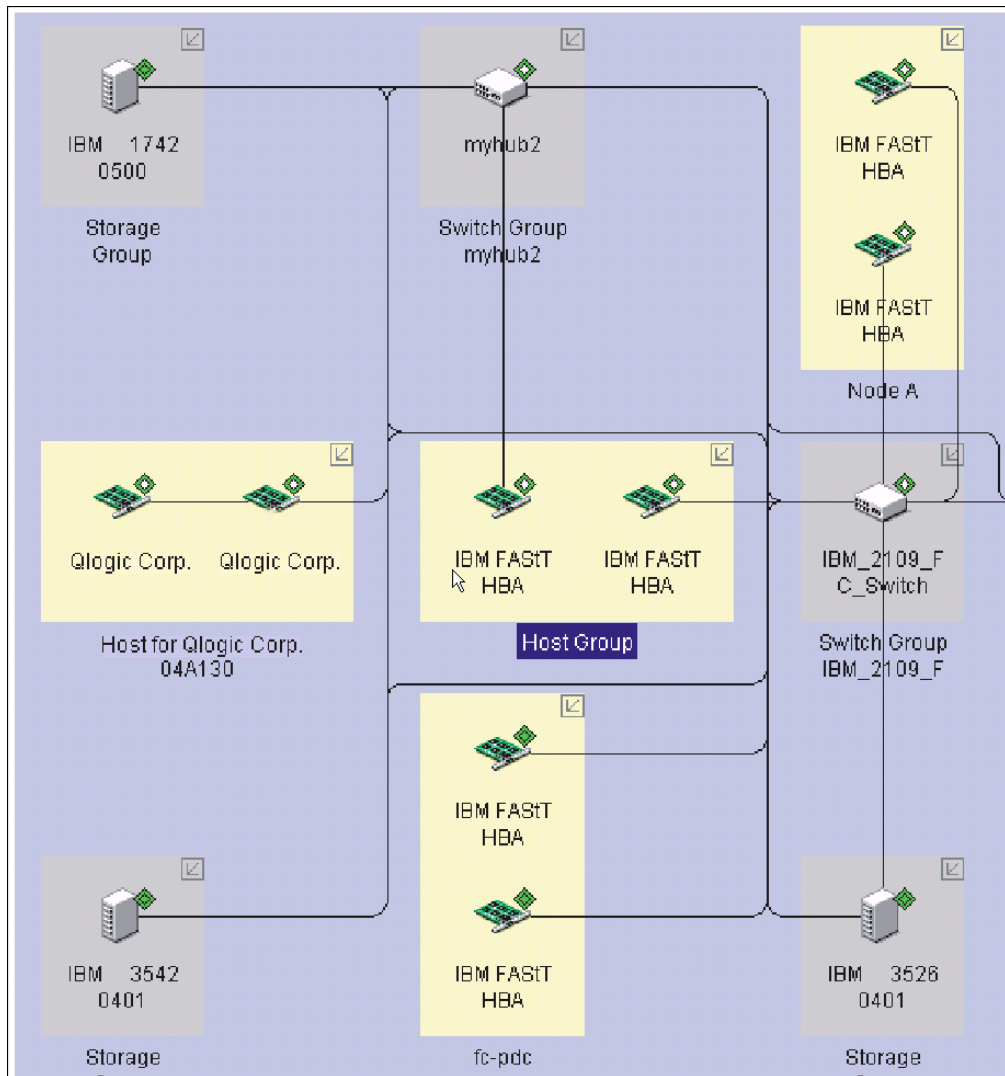 IBM 1742
0500
Storage
Group
myhub2
Switch Group
myhub2
IBM FAStT
HBA
IBM FAStT
HBA
Node A
Qlogic Corp.
Qlogic Corp.
Host for Qlogic Corp.
04A130
IBM FAStT
HBA
IBM FAStT
HBA
Host Group
IBM_2109_F
C_Switch
Switch Group
IBM_2109_F
IBM FAStT
HBA
IBM FAStT
HBA
fc-pdc
IBM 3542
0401
Storage
IBM 3526
0401
Storage